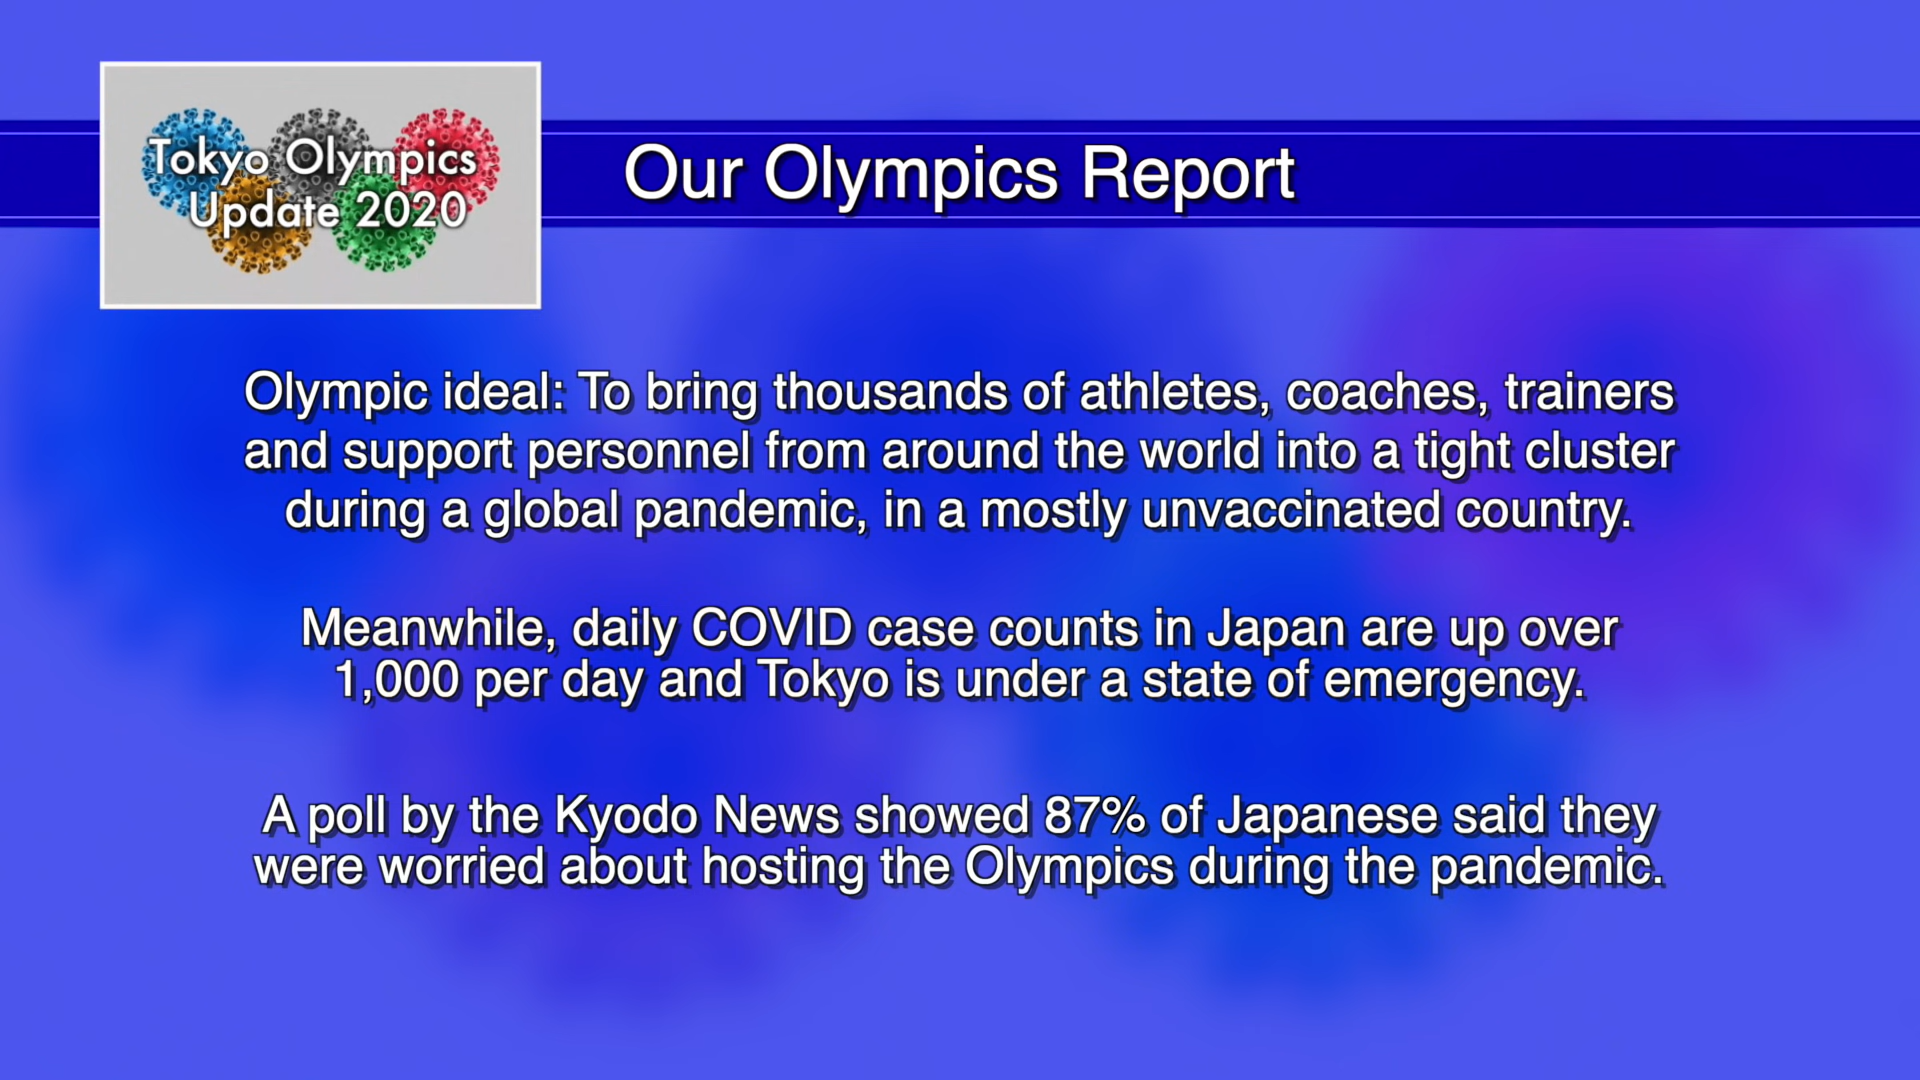 Tokyo Olympics
Update 2020
Our Olympics Report
Olympic ideal: To bring thousands of athletes, coaches, trainers
and support personnel from around the world into a tight cluster
during a global pandemic, in a mostly unvaccinated country.
Meanwhile, daily COVID case counts in Japan are up over
1,000 per day and Tokyo is under a state of emergency.
A poll by the Kyodo News showed 87% of Japanese said they
were worried about hosting the Olympics during the pandemic.